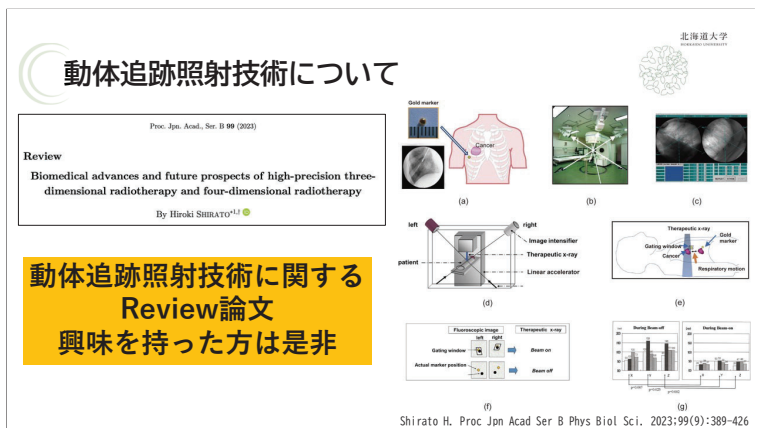 北海道大学
HOKKAIDO UNIVERSITY
動体追跡照射技術について
Proc. Jpn. Acad., Ser. B 99 (2023)
Review
Biomedical advances and future prospects of high-precision three-
dimensional radiotherapy and four-dimensional radiotherapy
By Hiroki SHIRATO*1,†
動体追跡照射技術に関する
Review論文
興味を持った方は是非
Gold marker
Cancer
(a)
(b)
(c)
left
right
Image intensifier
Therapeutic x-ray
patient
Linear accelerator
(d)
Therapeutic x-ray
Gold
marker
Gating window
Cancer
Respiratory motion
(e)
Fluoroscopic image
Therapeutic x-ray
left
right
Gating window
Beam on
Actual marker position
Beam off
(f)
During Beam-off
During Beam-on
(g)
Shirato H. Proc Jpn Acad Ser B Phys Biol Sci. 2023;99(9):389-426